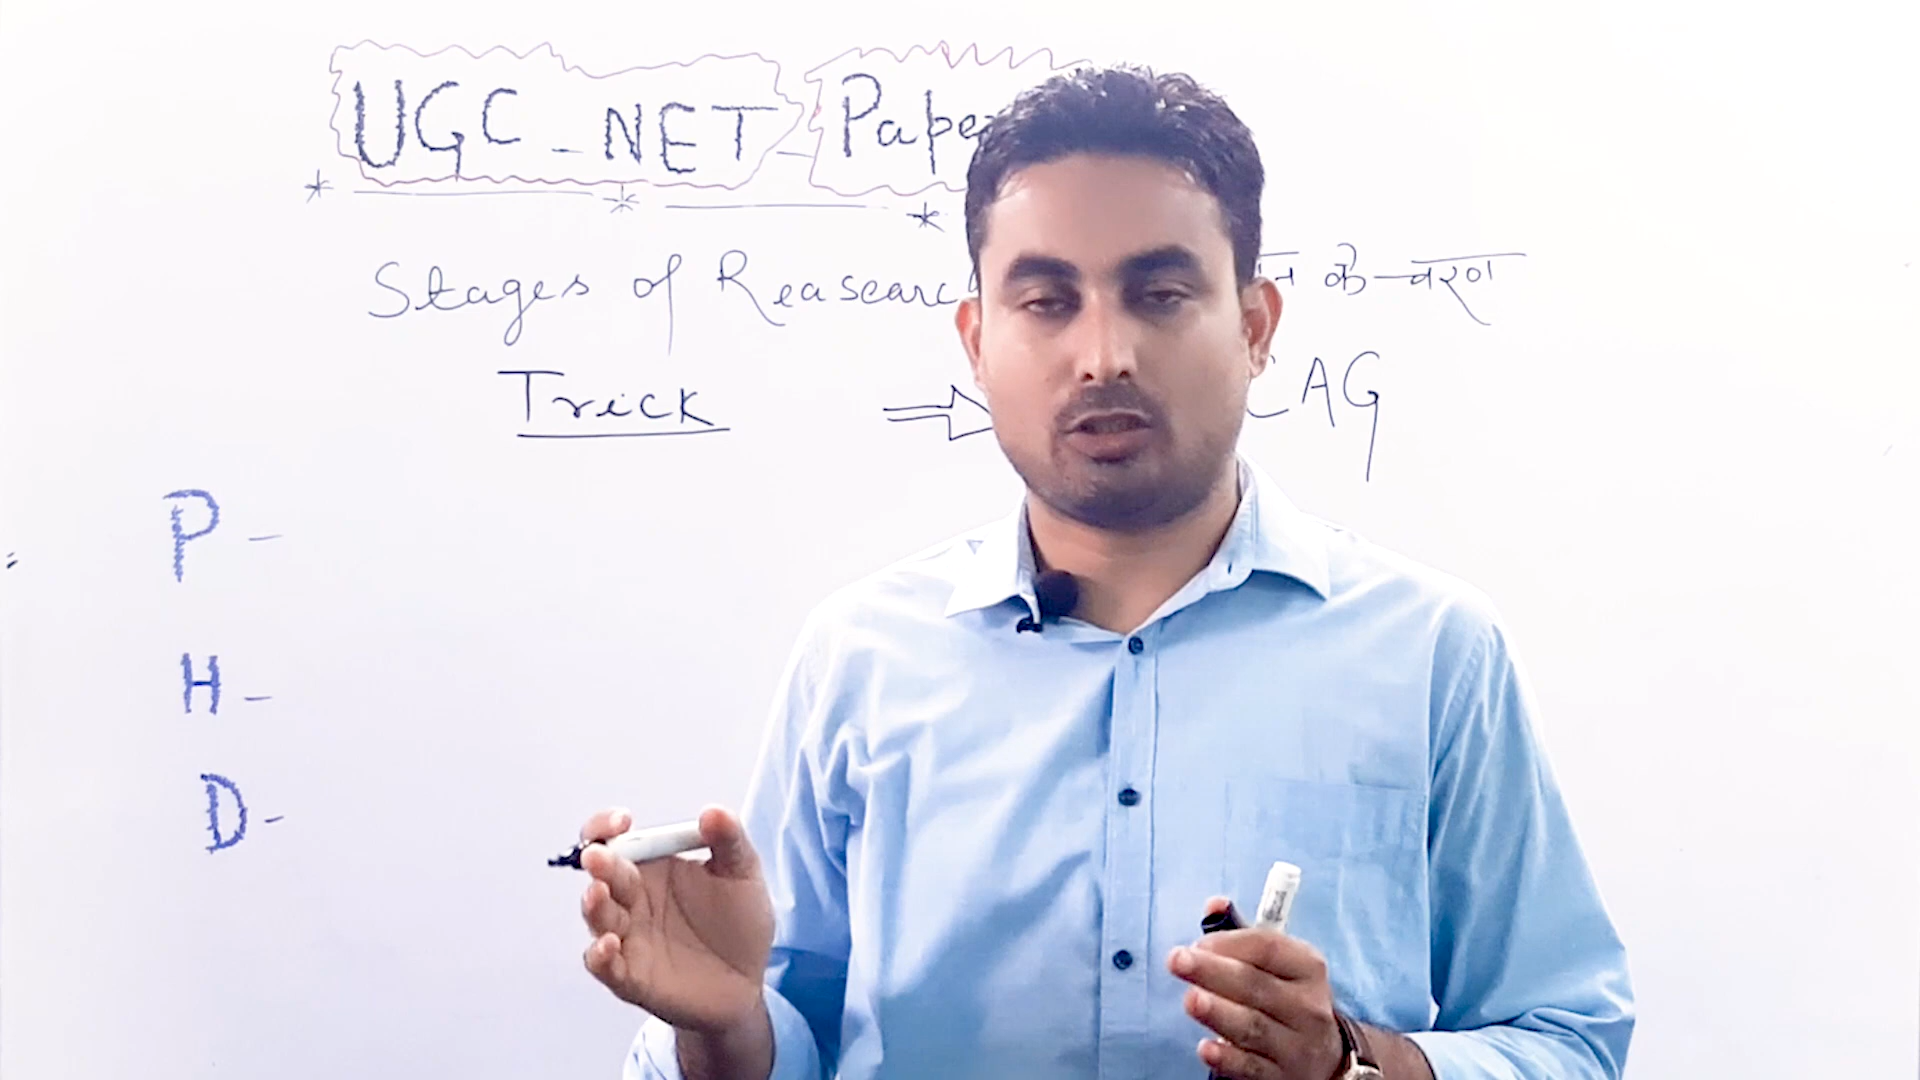 UGC - NET - Pape
Stages of Reasearc के चरण
Trick ⇒ CAG
P -
H -
D -